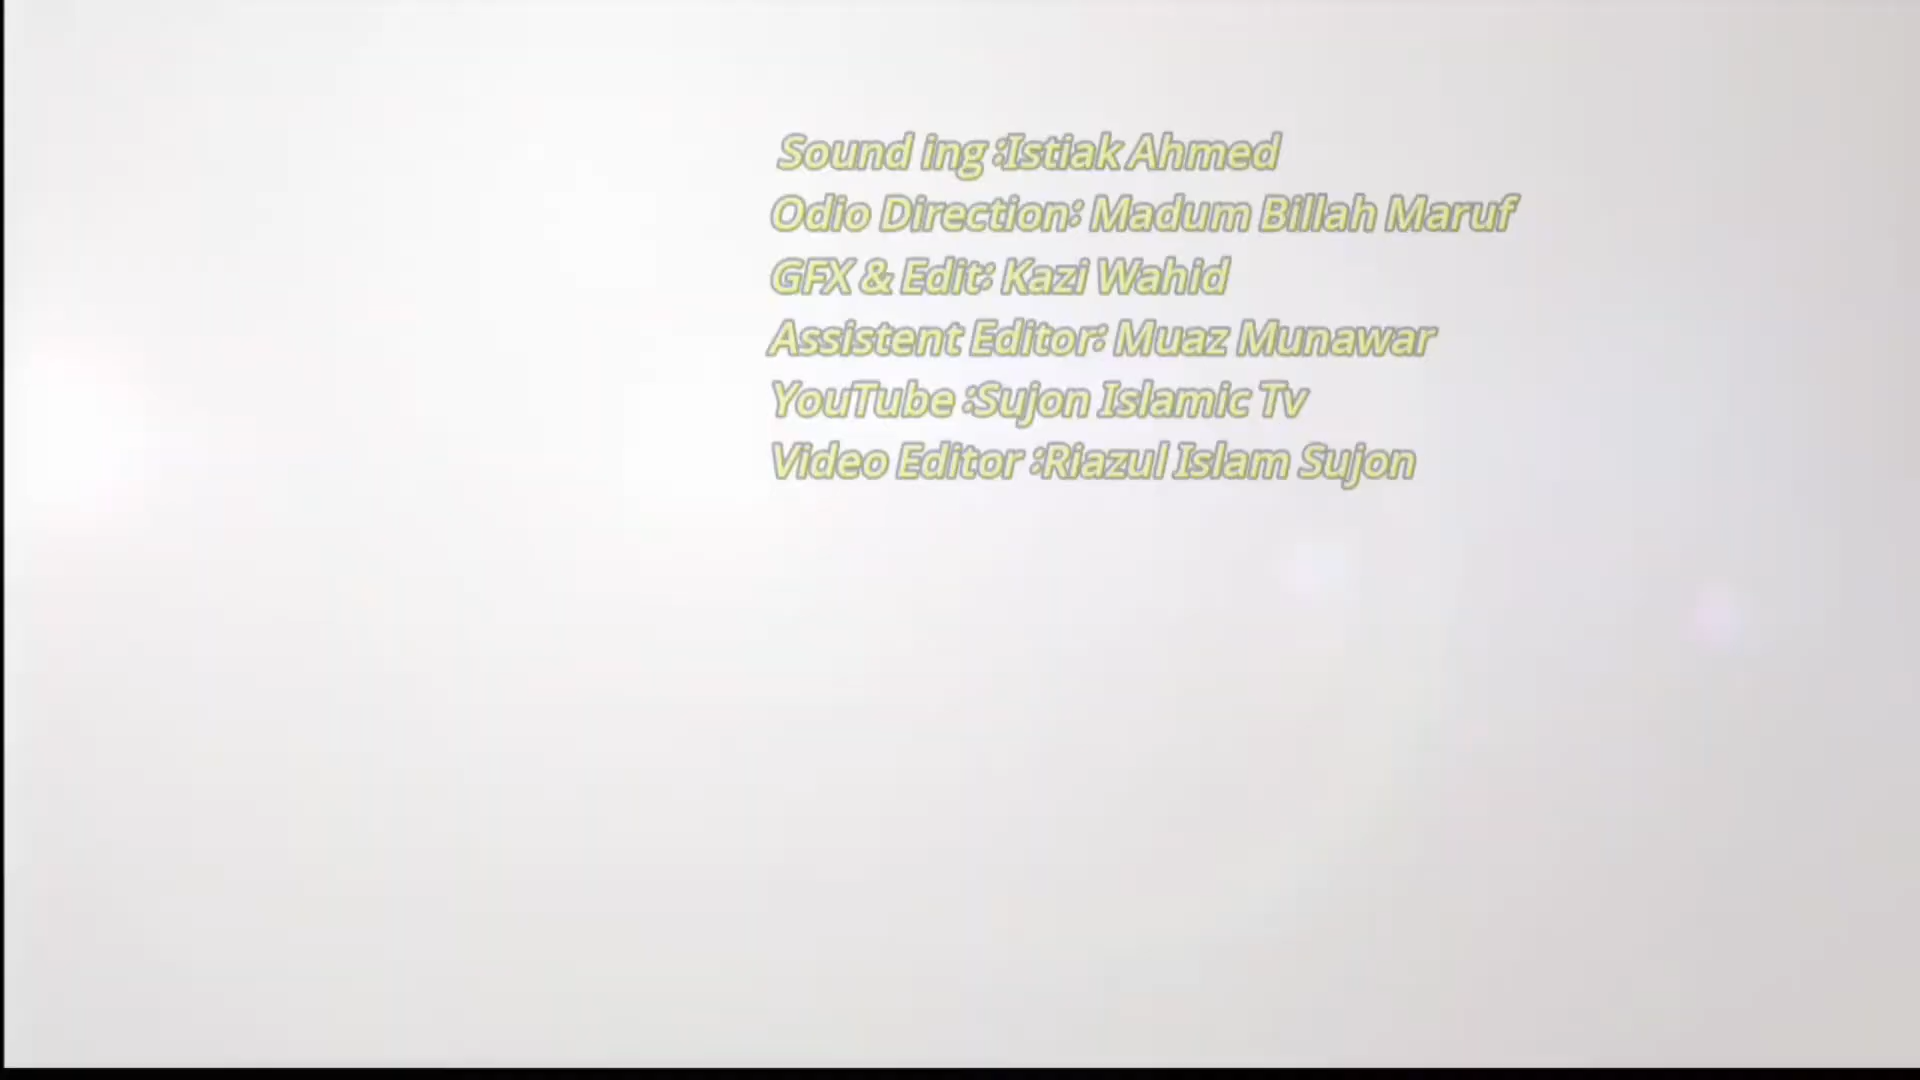 Sound ing :Istiak Ahmed
Odio Direction: Madum Billah Maruf
GFX & Edit: Kazi Wahid
Assistent Editor: Muaz Munawar
YouTube :Sujon Islamic Tv
Video Editor :Riazul Islam Sujon